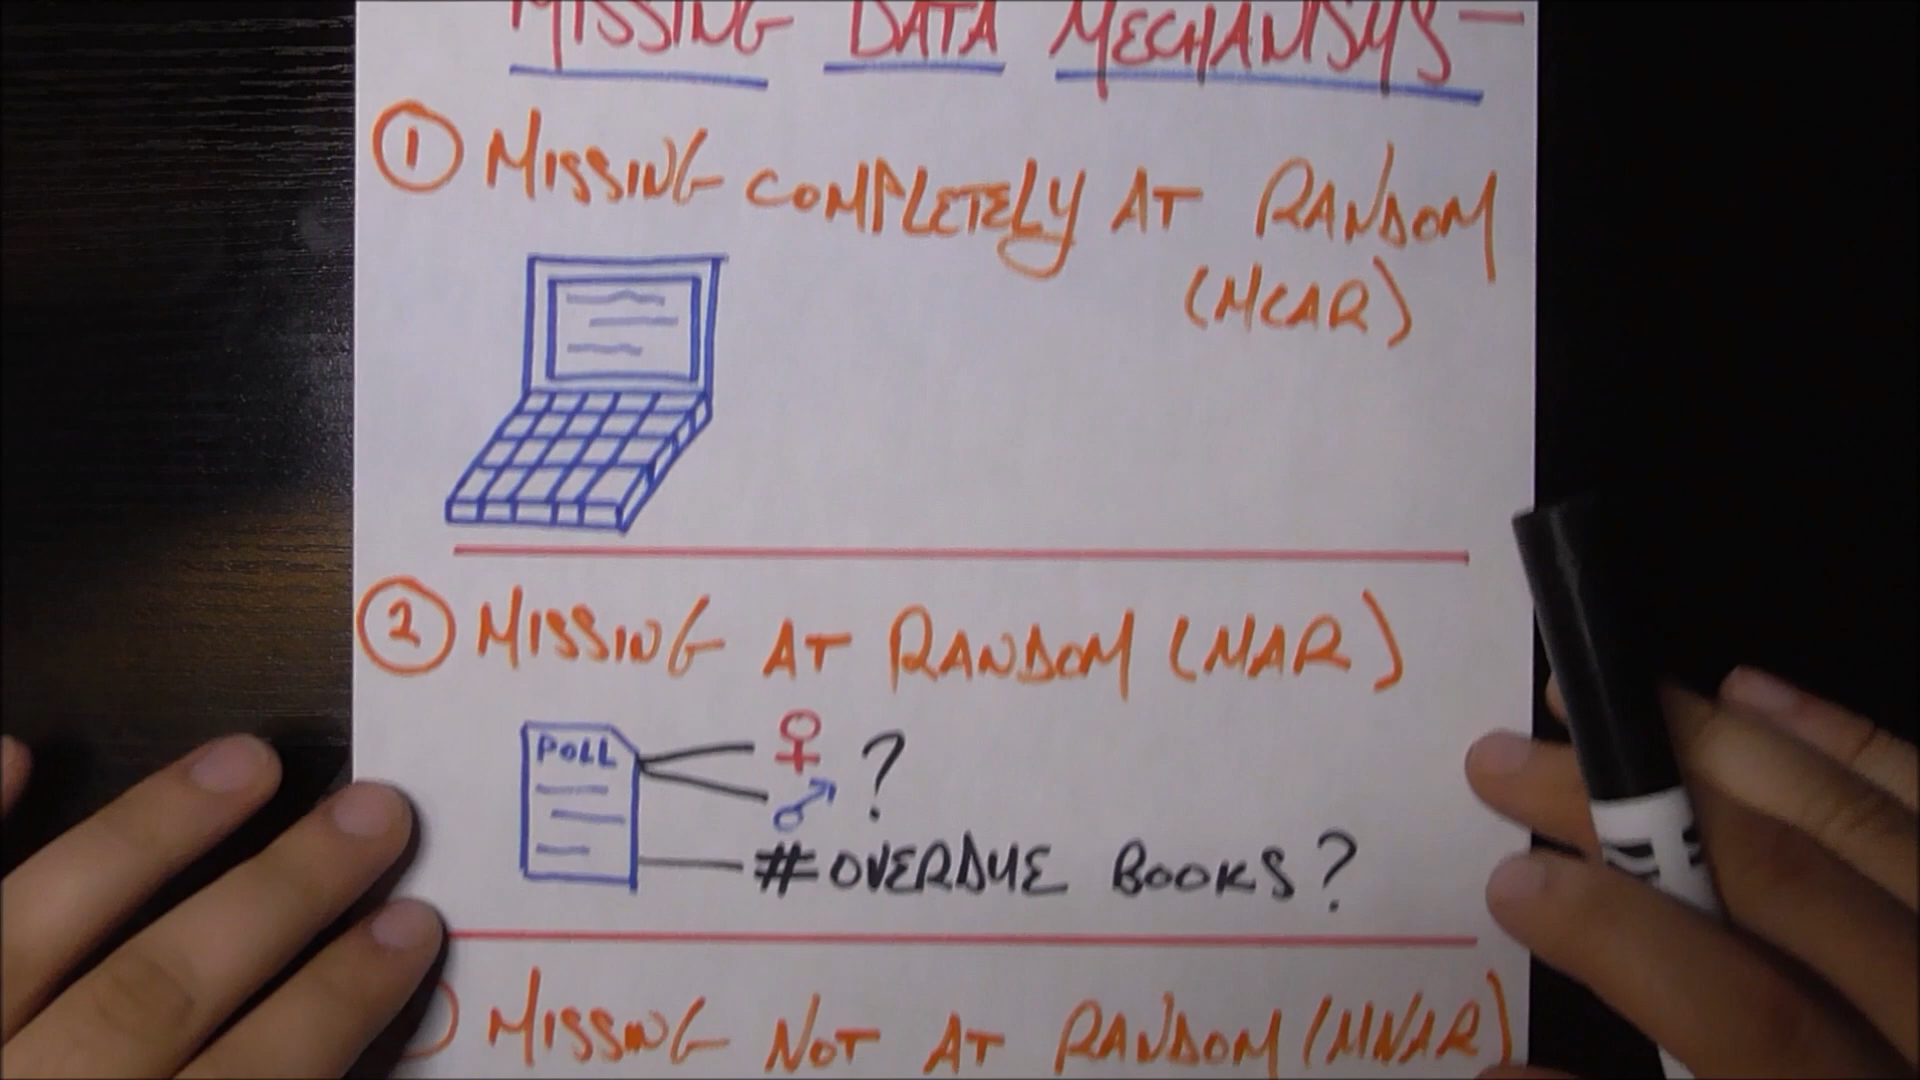 MISSING DATA MECHANISMS
① MISSING COMPLETELY AT RANDOM
(MCAR)
② MISSING AT RANDOM (MAR)
POLL
♀
♂ ?
# OVERDUE BOOKS?
MISSING NOT AT RANDOM (MNAR)